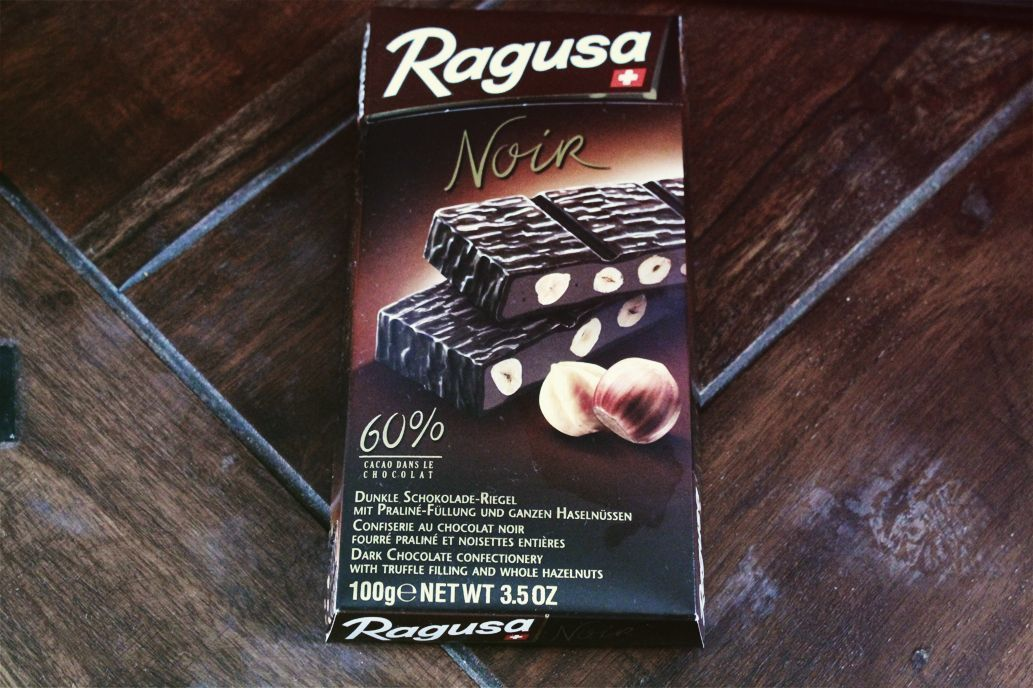 Ragusa
Noir
60%
CACAO DANS LE
CHOCOLAT
DUNKLE SCHOKOLADE-RIEGEL
MIT PRALINÉ-FÜLLUNG UND GANZEN HASELNÜSSEN
CONFISERIE AU CHOCOLAT NOIR
FOURRÉ PRALINÉ ET NOISETTES ENTIÈRES
DARK CHOCOLATE CONFECTIONERY
WITH TRUFFLE FILLING AND WHOLE HAZELNUTS
100g℮ NET WT 3.5 OZ
Ragusa Noir